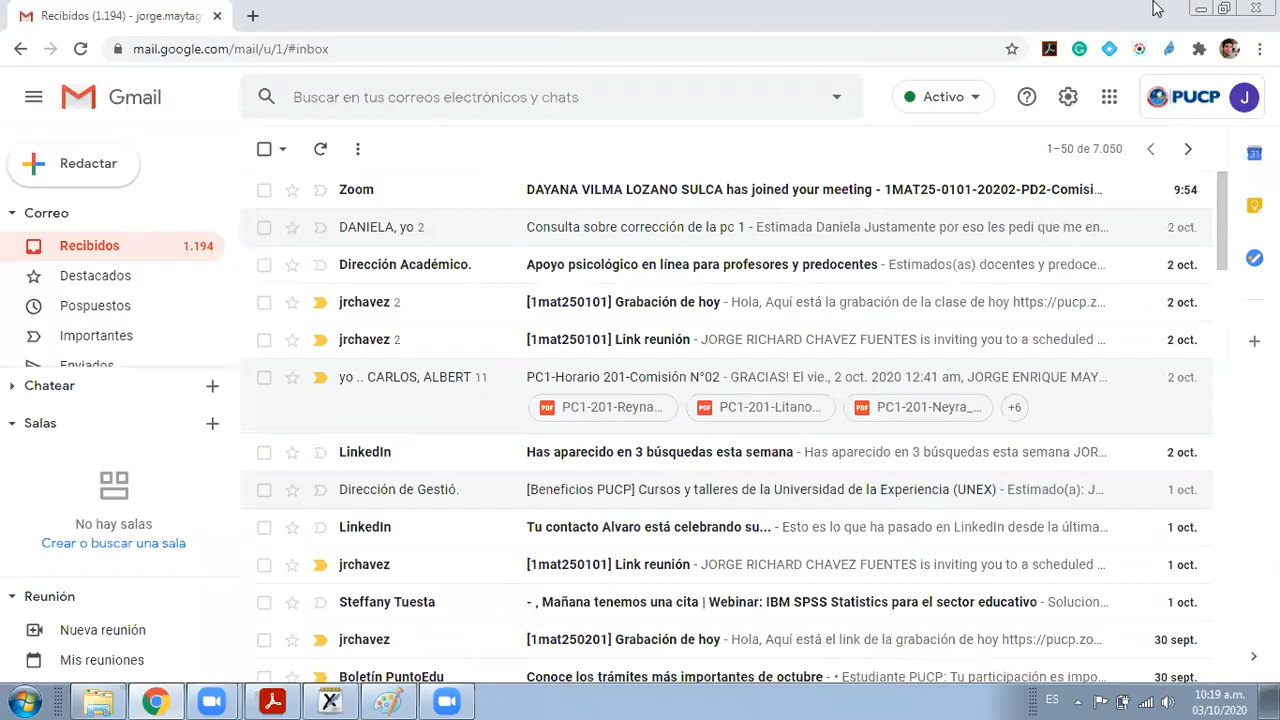 Recibidos (1.194) - jorge.maytag
mail.google.com/mail/u/1/#inbox
Gmail
Buscar en tus correos electrónicos y chats
Activo
PUCP
J
Redactar
1–50 de 7.050
Correo
Recibidos 1.194
Destacados
Pospuestos
Importantes
Enviados
Chatear
Salas
No hay salas
Crear o buscar una sala
Reunión
Nueva reunión
Mis reuniones
Zoom DAYANA VILMA LOZANO SULCA has joined your meeting - 1MAT25-0101-20202-PD2-Comisi… 9:54
DANIELA, yo 2 Consulta sobre corrección de la pc 1 - Estimada Daniela Justamente por eso les pedi que me en… 2 oct.
Dirección Académico. Apoyo psicológico en línea para profesores y predocentes - Estimados(as) docentes y predoce… 2 oct.
jrchavez 2 [1mat250101] Grabación de hoy - Hola, Aquí está la grabación de la clase de hoy https://pucp.z… 2 oct.
jrchavez 2 [1mat250101] Link reunión - JORGE RICHARD CHAVEZ FUENTES is inviting you to a scheduled … 2 oct.
yo .. CARLOS, ALBERT 11 PC1-Horario 201-Comisión N°02 - GRACIAS! El vie., 2 oct. 2020 12:41 am, JORGE ENRIQUE MAY… 2 oct.
PDF PC1-201-Reyna… PDF PC1-201-Litano… PDF PC1-201-Neyra_… +6
LinkedIn Has aparecido en 3 búsquedas esta semana - Has aparecido en 3 búsquedas esta semana JOR… 2 oct.
Dirección de Gestió. [Beneficios PUCP] Cursos y talleres de la Universidad de la Experiencia (UNEX) - Estimado(a): J… 1 oct.
LinkedIn Tu contacto Alvaro está celebrando su... - Esto es lo que ha pasado en LinkedIn desde la última… 1 oct.
jrchavez [1mat250101] Link reunión - JORGE RICHARD CHAVEZ FUENTES is inviting you to a scheduled … 1 oct.
Steffany Tuesta - , Mañana tenemos una cita | Webinar: IBM SPSS Statistics para el sector educativo - Solucion… 1 oct.
jrchavez [1mat250201] Grabación de hoy - Hola, Aquí está el link de la grabación de hoy https://pucp.zo… 30 sept.
Boletín PuntoEdu Conoce los trámites más importantes de octubre - • Estudiante PUCP: Tu participación es impo… 30 sept.
31
ES
10:19 a.m.
03/10/2020